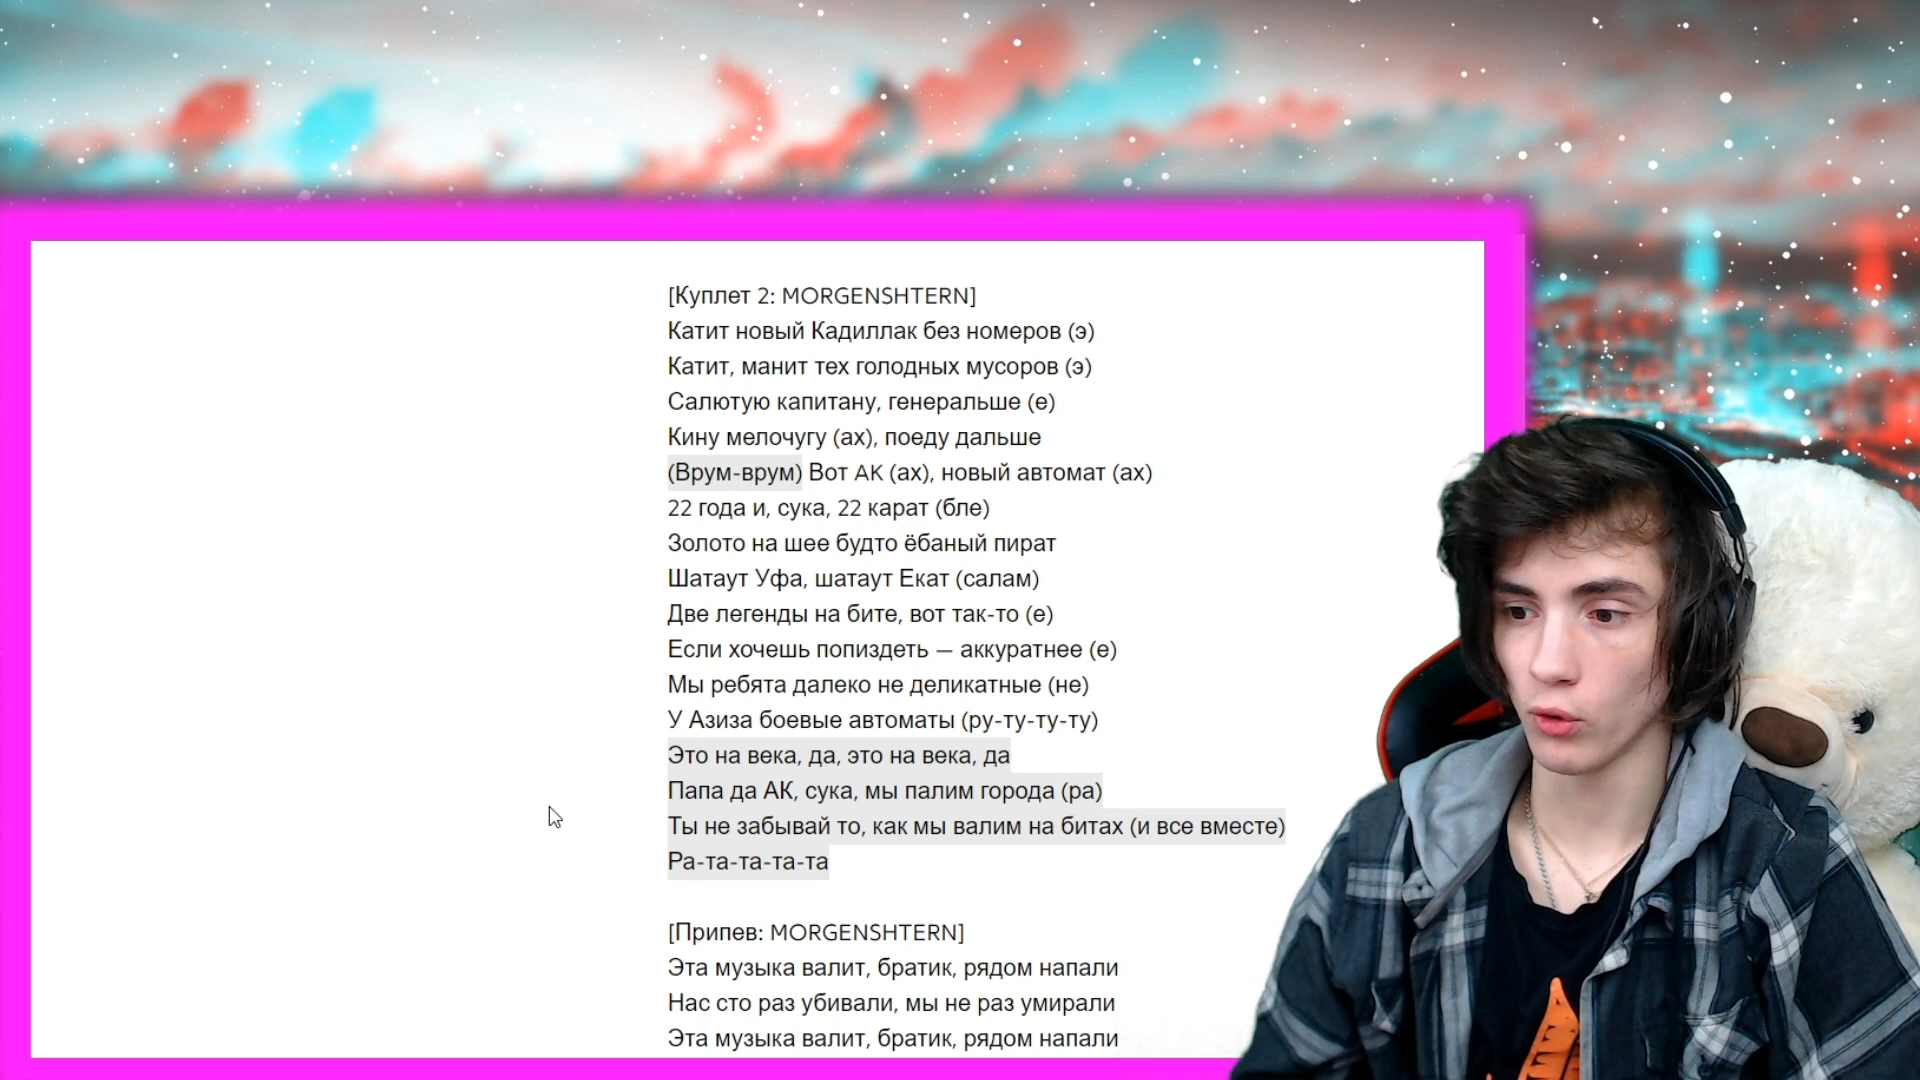 [Куплет 2: MORGENSHTERN]
Катит новый Кадиллак без номеров (э)
Катит, манит тех голодных мусоров (э)
Салютую капитану, генеральше (е)
Кину мелочугу (ах), поеду дальше
(Врум-врум) Вот АК (ах), новый автомат (ах)
22 года и, сука, 22 карат (бле)
Золото на шее будто ёбаный пират
Шатаут Уфа, шатаут Екат (салам)
Две легенды на бите, вот так-то (е)
Если хочешь попиздеть — аккуратнее (е)
Мы ребята далеко не деликатные (не)
У Азиза боевые автоматы (ру-ту-ту-ту)
Это на века, да, это на века, да
Папа да АК, сука, мы палим города (ра)
Ты не забывай то, как мы валим на битах (и все вместе)
Ра-та-та-та-та
[Припев: MORGENSHTERN]
Эта музыка валит, братик, рядом напали
Нас сто раз убивали, мы не раз умирали
Эта музыка валит, братик, рядом напали